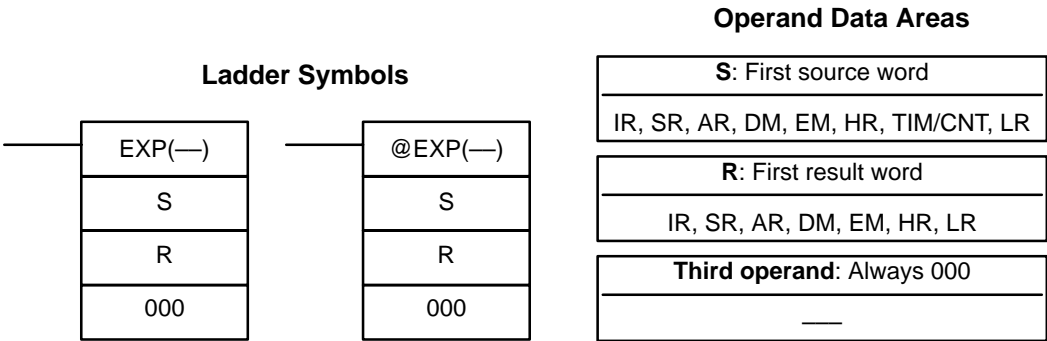 Ladder Symbols
EXP(––)
S
R
000
@EXP(––)
S
R
000
Operand Data Areas
S: First source word
IR, SR, AR, DM, EM, HR, TIM/CNT, LR
R: First result word
IR, SR, AR, DM, EM, HR, LR
Third operand: Always 000
–––